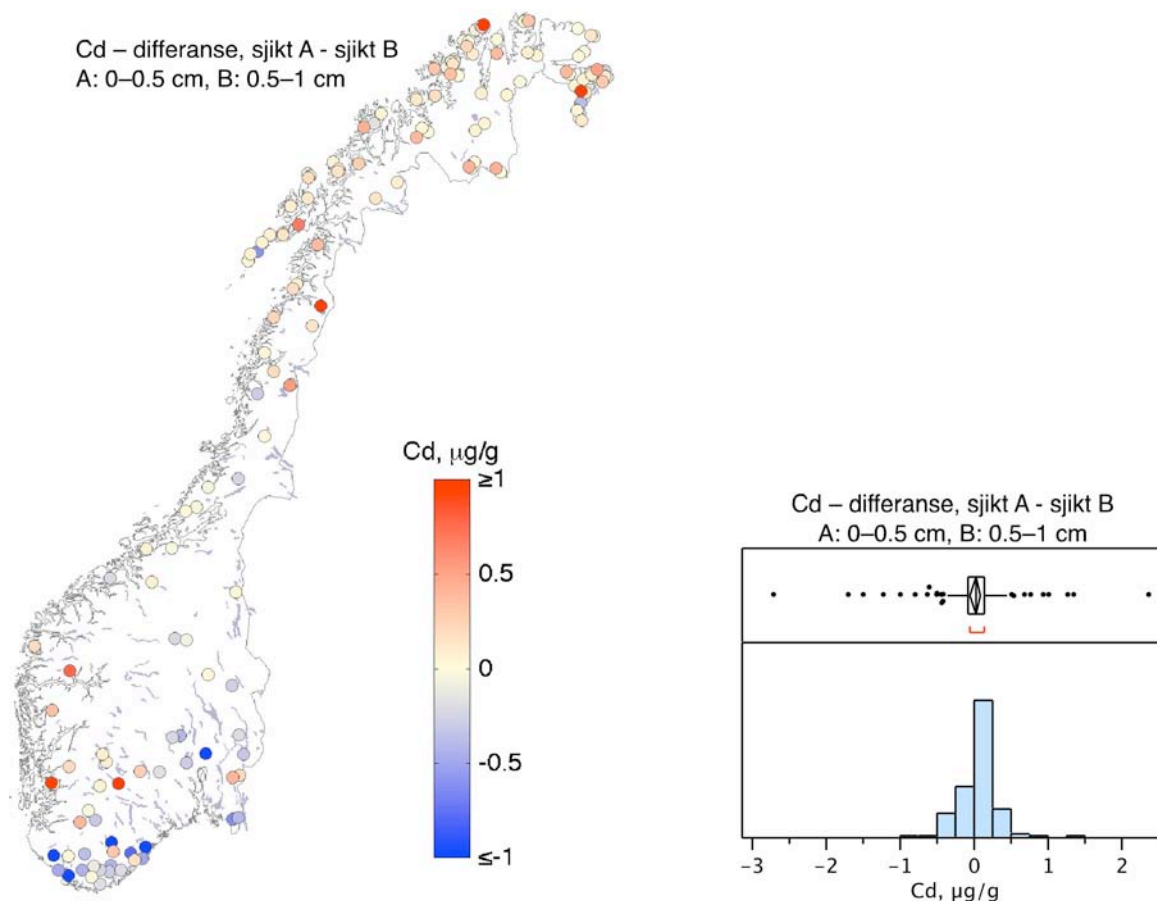 Cd – differanse, sjikt A - sjikt B
A: 0–0.5 cm, B: 0.5–1 cm
Cd, µg/g
≥1
0.5
0
-0.5
≤-1
Cd – differanse, sjikt A - sjikt B
A: 0–0.5 cm, B: 0.5–1 cm
−3 −2 −1 0 1 2
Cd, µg/g